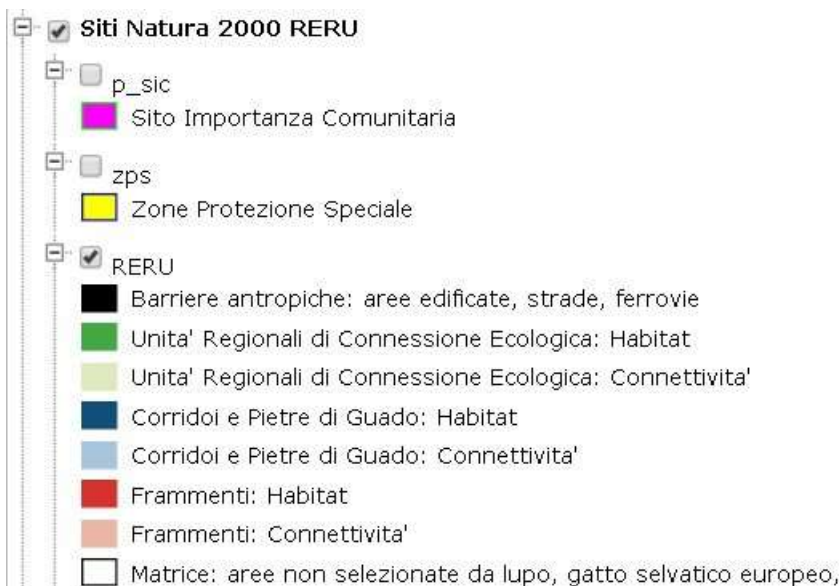 Siti Natura 2000 RERU
p_sic
Sito Importanza Comunitaria
zps
Zone Protezione Speciale
RERU
Barriere antropiche: aree edificate, strade, ferrovie
Unita' Regionali di Connessione Ecologica: Habitat
Unita' Regionali di Connessione Ecologica: Connettivita'
Corridoi e Pietre di Guado: Habitat
Corridoi e Pietre di Guado: Connettivita'
Frammenti: Habitat
Frammenti: Connettivita'
Matrice: aree non selezionate da lupo, gatto selvatico europeo,